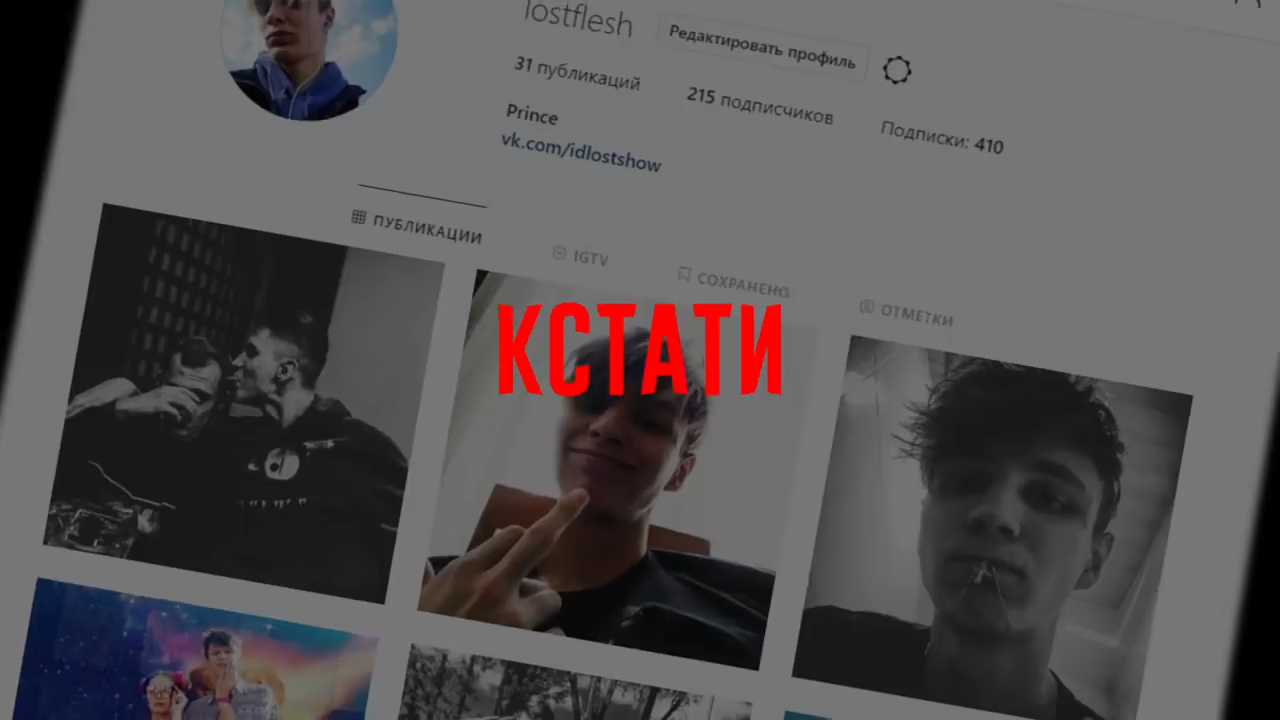 lostflesh
Редактировать профиль
31 публикаций
215 подписчиков
Подписки: 410
Prince
vk.com/idlostshow
ПУБЛИКАЦИИ
IGTV
СОХРАНЕНО
ОТМЕТКИ
КСТАТИ